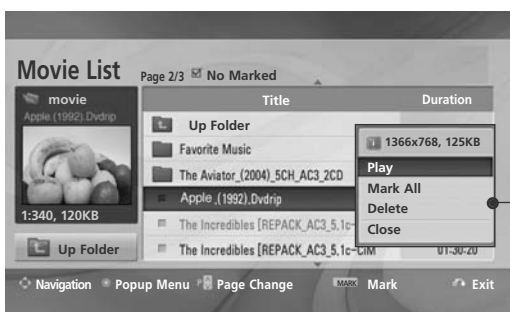 Movie List
Page 2/3 No Marked
movie
Apple.(1992).Dvdrip
1:340, 120KB
Up Folder
Title Duration
Up Folder
Favorite Music
The Aviator_(2004)_5CH_AC3_2CD
Apple.(1992).Dvdrip
The Incredibles [REPACK_AC3_5,1c-
The Incredibles [REPACK_AC3_5,1c-CiM 01:30:20
1366x768, 125KB
Play
Mark All
Delete
Close
Navigation Popup Menu Page Change MARK Mark Exit